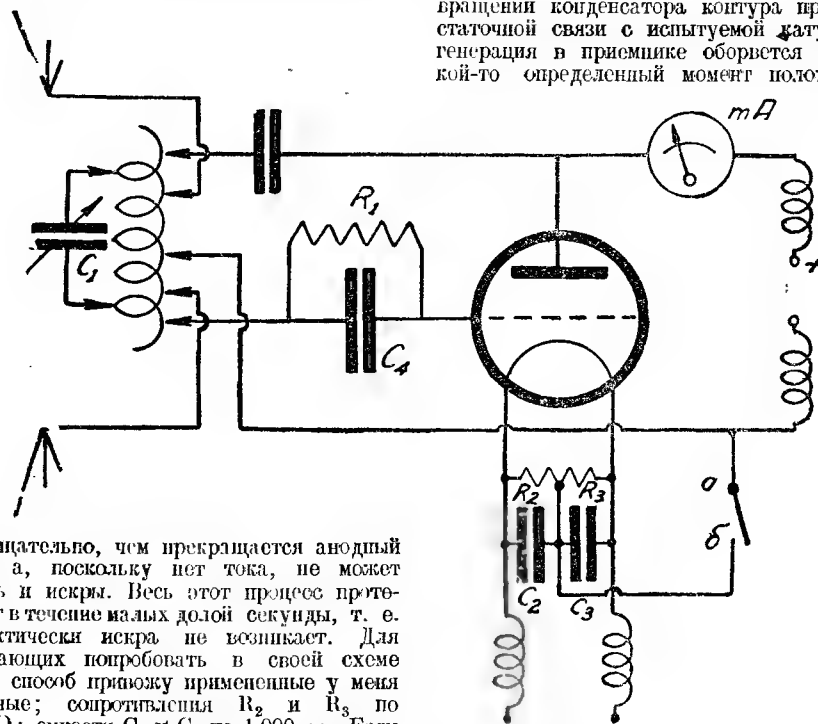 вращении конденсатора контура пр
статочной связи с испытуемой кату
генерация в приемнике оборвется
кой-то определенный момент полож
mA
R₁
C₁
+
C₄
а
б
R₂
R₃
C₂
C₃
щательно, чем прекращается анодный
а, поскольку нет тока, не может
ь и искры. Весь этот процесс проте-
т в течение малых долей секунды, т. е.
ктически искра не возникает. Для
ающих попробовать в своей схеме
способ привожу примененные у меня
ные; сопротивления R₂ и R₃ по